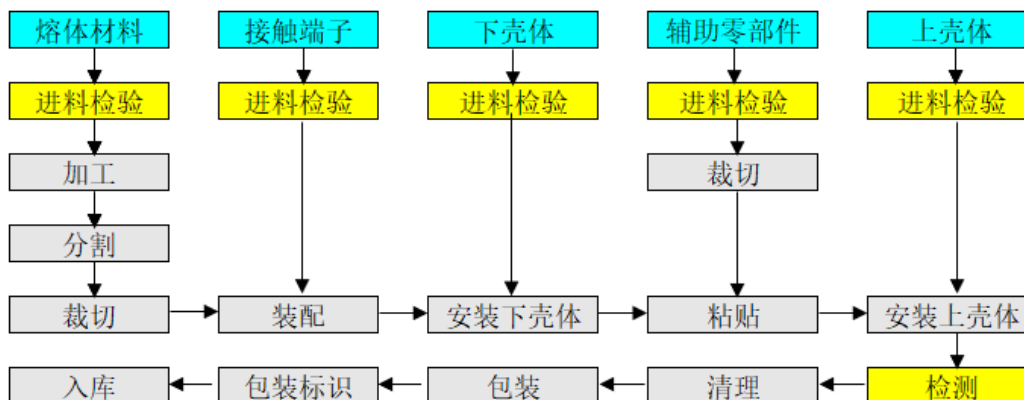 熔体材料
接触端子
下壳体
辅助零部件
上壳体
进料检验
进料检验
进料检验
进料检验
进料检验
加工
裁切
分割
裁切
装配
安装下壳体
粘贴
安装上壳体
入库
包装标识
包装
清理
检测